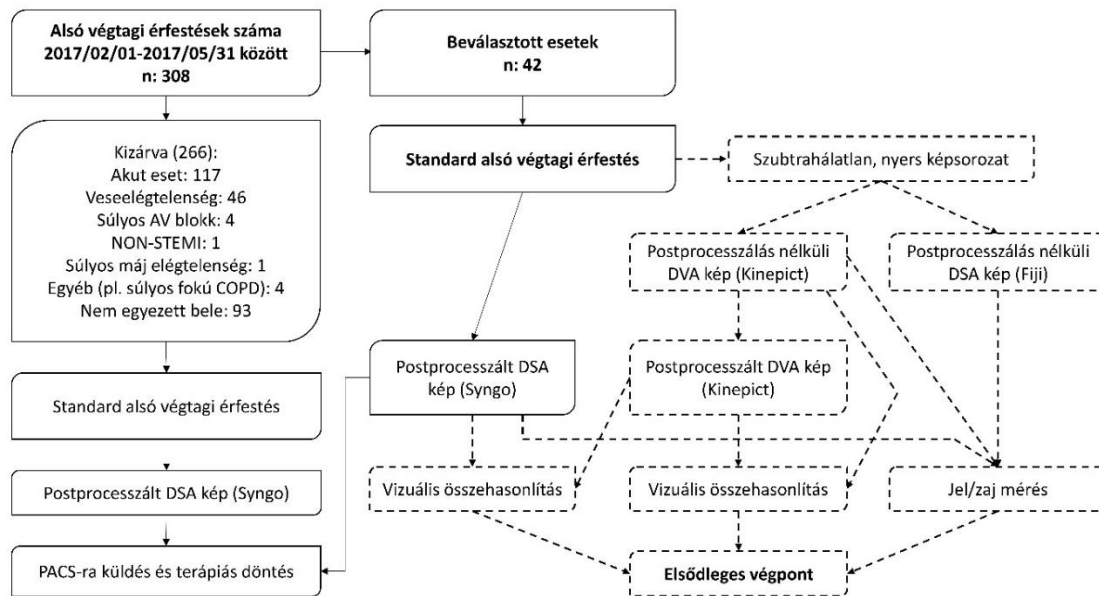 Alsó végtagi érfestések száma
2017/02/01-2017/05/31 között
n: 308
Beválasztott esetek
n: 42
Kizárva (266):
Akut eset: 117
Veseelégtelenség: 46
Súlyos AV blokk: 4
NON-STEMI: 1
Súlyos máj elégtelenség: 1
Egyéb (pl. súlyos fokú COPD): 4
Nem egyezett bele: 93
Standard alsó végtagi érfestés
Szubtrahálatlan, nyers képsorozat
Postprocesszálás nélküli
DVA kép (Kinepict)
Postprocesszálás nélküli
DSA kép (Fiji)
Postprocesszált DSA
kép (Syngo)
Postprocesszált DVA kép
(Kinepict)
Standard alsó végtagi érfestés
Postprocesszált DSA kép (Syngo)
Vizuális összehasonlítás
Vizuális összehasonlítás
Jel/zaj mérés
PACS-ra küldés és terápiás döntés
Elsődleges végpont